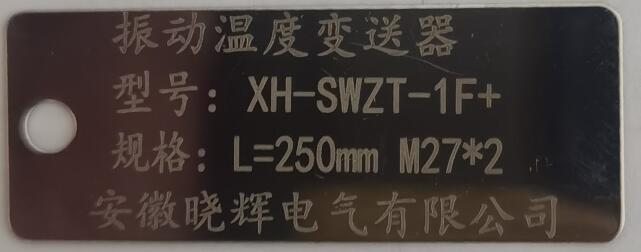 振动温度变送器
型号：XH-SWZT-1F+
规格：L=250mm M27*2
安徽晓辉电气有限公司